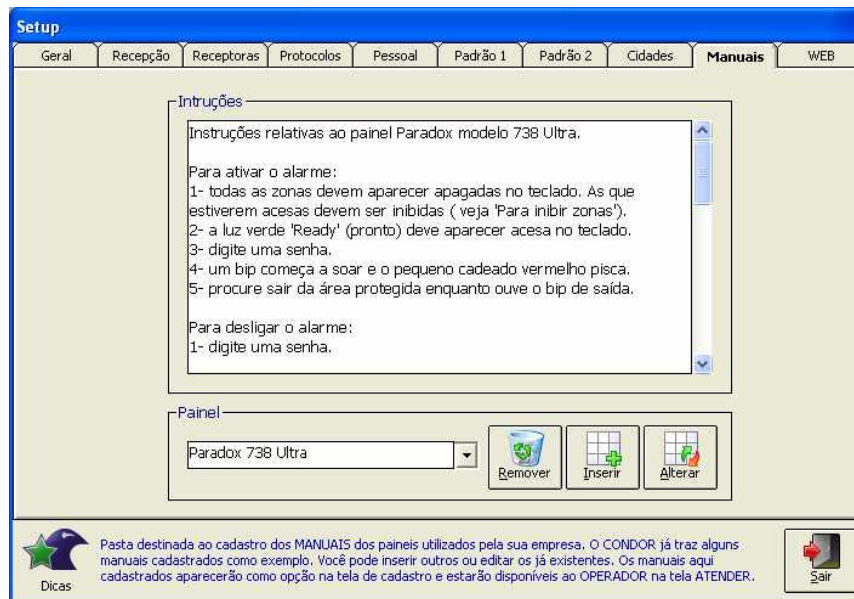 Setup
Geral Recepção Receptoras Protocolos Pessoal Padrão 1 Padrão 2 Cidades Manuais WEB
Intruções
Instruções relativas ao painel Paradox modelo 738 Ultra.
Para ativar o alarme:
1- todas as zonas devem aparecer apagadas no teclado. As que
estiverem acesas devem ser inibidas ( veja 'Para inibir zonas').
2- a luz verde 'Ready' (pronto) deve aparecer acesa no teclado.
3- digite uma senha.
4- um bip começa a soar e o pequeno cadeado vermelho pisca.
5- procure sair da área protegida enquanto ouve o bip de saída.
Para desligar o alarme:
1- digite uma senha.
Painel
Paradox 738 Ultra
Remover Inserir Alterar
Pasta destinada ao cadastro dos MANUAIS dos paineis utilizados pela sua empresa. O CONDOR já traz alguns
manuais cadastrados como exemplo. Você pode inserir outros ou editar os já existentes. Os manuais aqui
cadastrados aparecerão como opção na tela de cadastro e estarão disponíveis ao OPERADOR na tela ATENDER.
Dicas
Sair